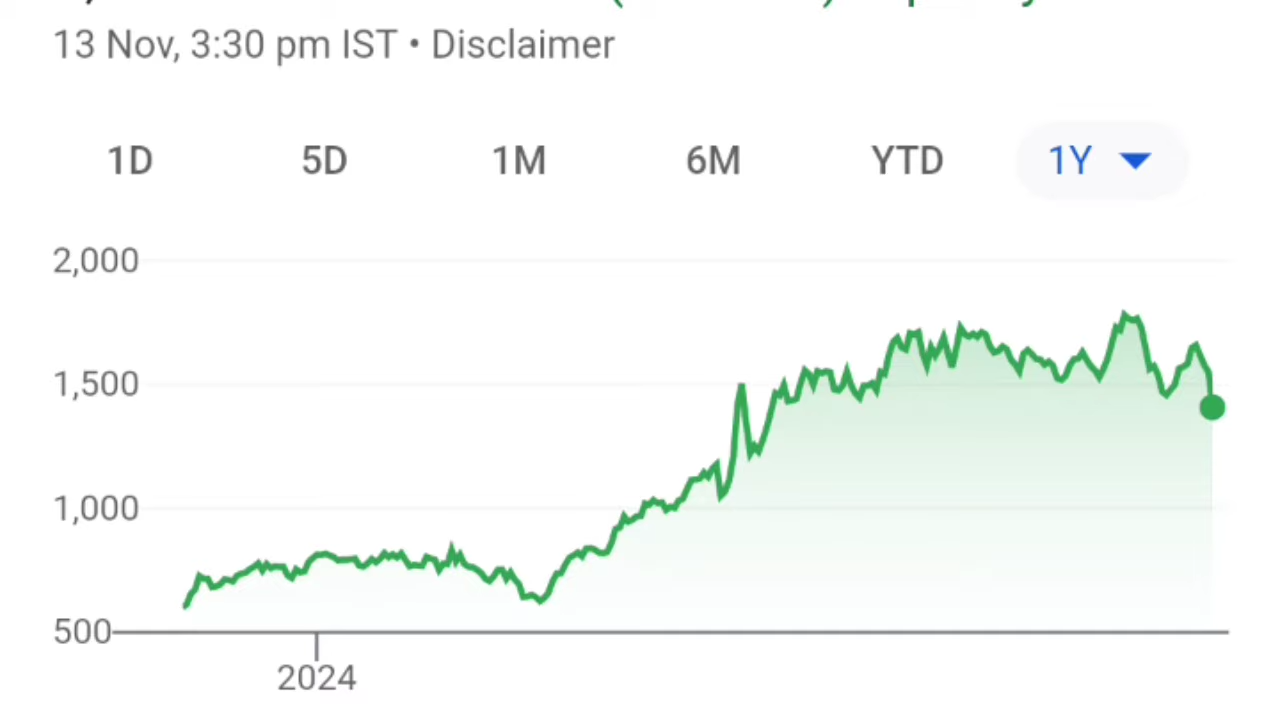 13 Nov, 3:30 pm IST • Disclaimer
1D 5D 1M 6M YTD 1Y
2,000
1,500
1,000
500
2024